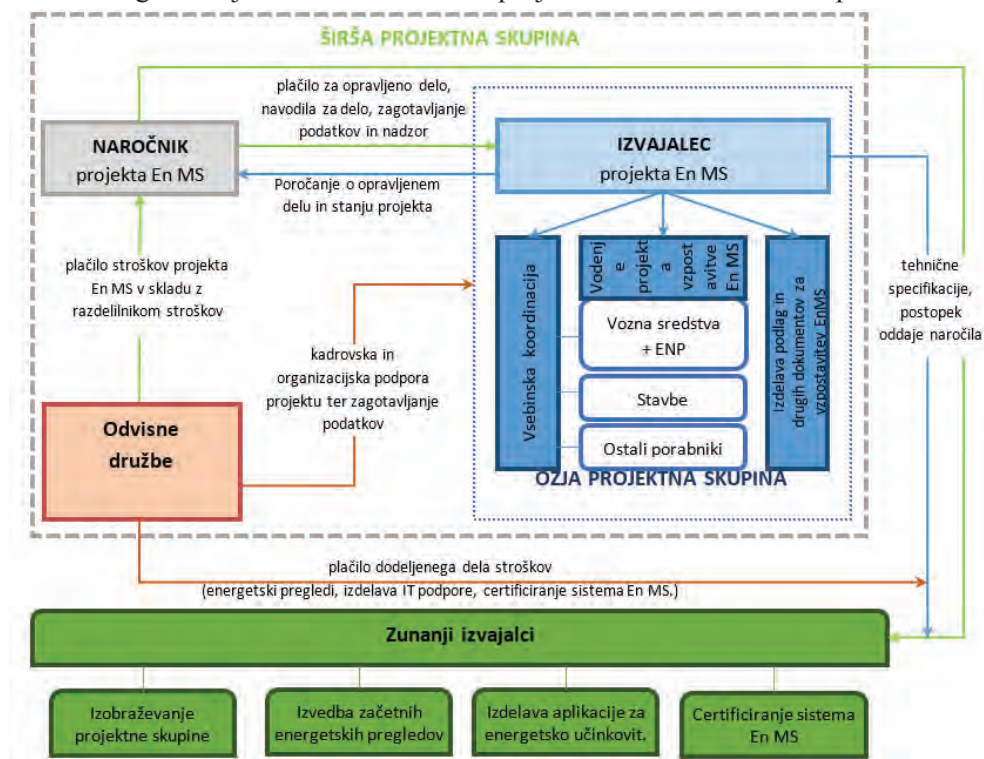 ŠIRŠA PROJEKTNA SKUPINA
plačilo za opravljeno delo,
navodila za delo, zagotavljanje
podatkov in nadzor
NAROČNIK
projekta En MS
IZVAJALEC
projekta En MS
Poročanje o opravljenem
delu in stanju projekta
plačilo stroškov projekta
En MS v skladu z
razdelilnikom stroškov
kadrovska in
organizacijska podpora
projektu ter zagotavljanje
podatkov
Odvisne
družbe
Vsebinska koordinacija
Vodenj
e
projekt
a
vzpost
avitve
En MS
Vozna sredstva
+ ENP
Stavbe
Ostali porabniki
Izdelava podlag in
drugih dokumentov za
vzpostavitev EnMS
OZJA PROJEKTNA SKUPINA
tehnične
specifikacije,
postopek
oddaje naročila
plačilo dodeljenega dela stroškov
(energetski pregledi, izdelava IT podpore, certificiranje sistema En MS.)
Zunanji izvajalci
Izobraževanje
projektne skupine
Izvedba začetnih
energetskih pregledov
Izdelava aplikacije za
energetsko učinkovit.
Certificiranje sistema
En MS